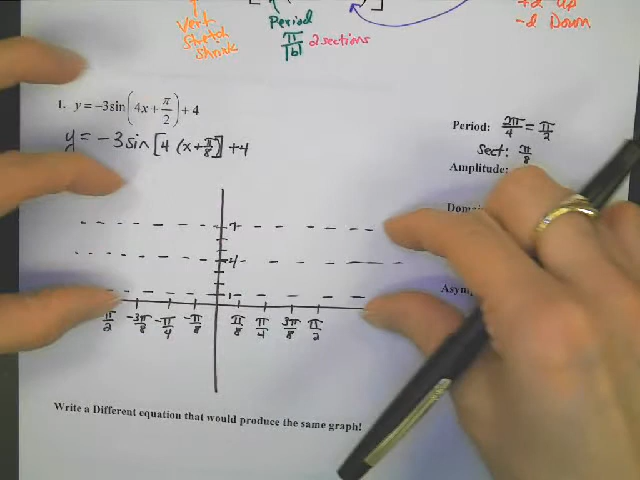 +2 up
-2 Down
Vert
Stretch
Shrink
Period
π/|b| 2 sections
1. y = -3sin(4x + π/2) + 4
y = -3 sin [4 (x + π/8)] + 4
Period: 2π/4 = π/2
Sect: π/8
Amplitude:
7
4
1
π/2 -3π/8 -π/4 -π/8 π/8 π/4 3π/8 π/2
Write a Different equation that would produce the same graph!